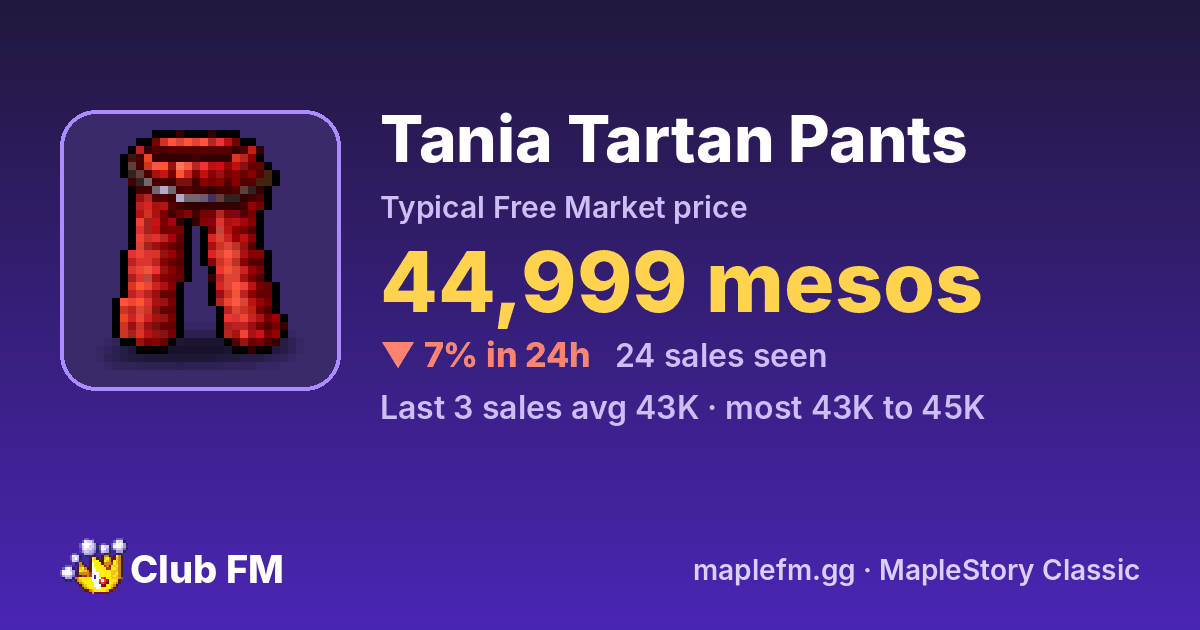 Tania Tartan Pants
Typical Free Market price
44,999 mesos
▼ 7% in 24h 24 sales seen
Last 3 sales avg 43K · most 43K to 45K
Club FM
maplefm.gg · MapleStory Classic